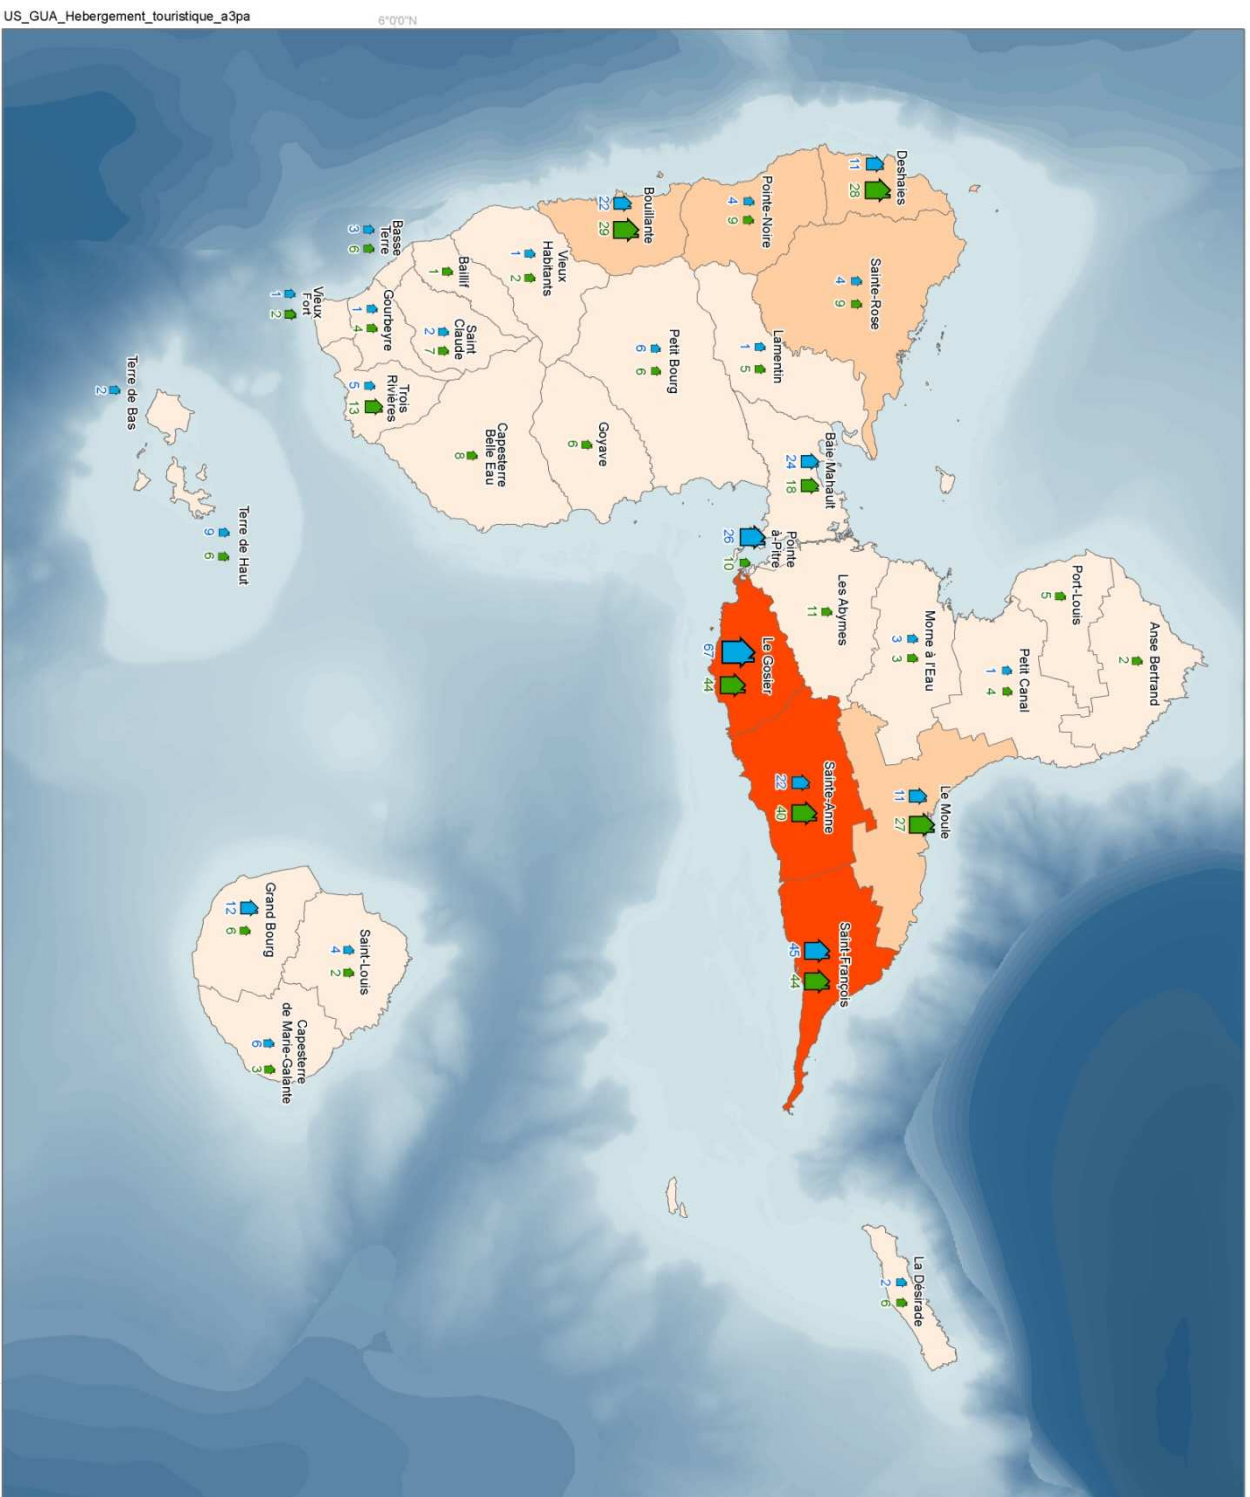 US_GUA_Hebergement_touristique_a3pa
6°0'0"N
Anse Bertrand
2
Port-Louis
5
Petit Canal
1 4
Morne à l'Eau
3 3
Le Moule
11 27
Les Abymes
11
Deshaies
11 28
Sainte-Rose
4 9
Pointe-Noire
4 9
Lamentin
1 5
Baie Mahault
24 18
Pointe
à-Pitre
26 10
Le Gosier
67 44
Sainte-Anne
22 40
Saint-François
45 44
La Désirade
2 6
Bouillante
22 29
Petit Bourg
6 6
Vieux
Habitants
1 2
Goyave
6
Baillif
1
Saint
Claude
2 7
Capesterre
Belle Eau
8
Basse
Terre
3 6
Gourbeyre
1 4
Trois
Rivières
5 13
Vieux
Fort
1 2
Terre de Bas
2
Terre de Haut
9 6
Saint-Louis
4 2
Grand Bourg
12 6
Capesterre
de Marie-Galante
6 3